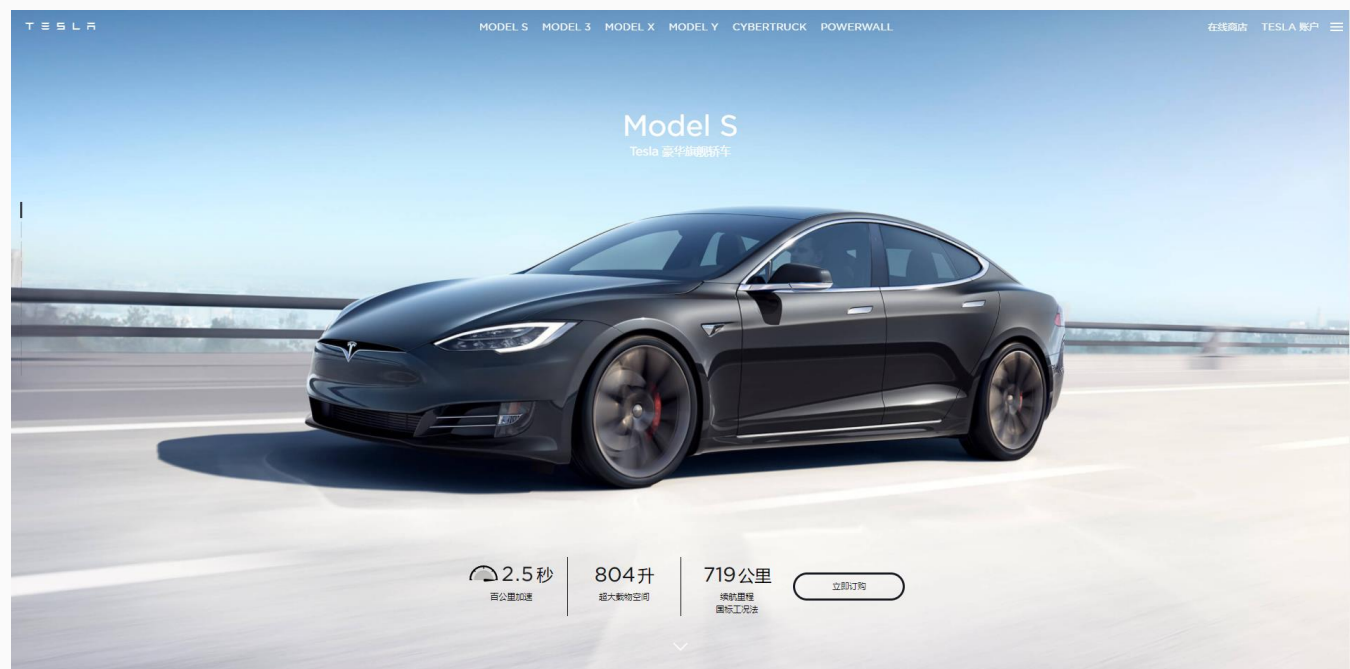 TESLA
MODEL S MODEL 3 MODEL X MODEL Y CYBERTRUCK POWERWALL
在线商店 TESLA 账户
Model S
Tesla 豪华旗舰轿车
2.5秒
百公里加速
804升
超大载物空间
719公里
续航里程
国标工况法
立即订购